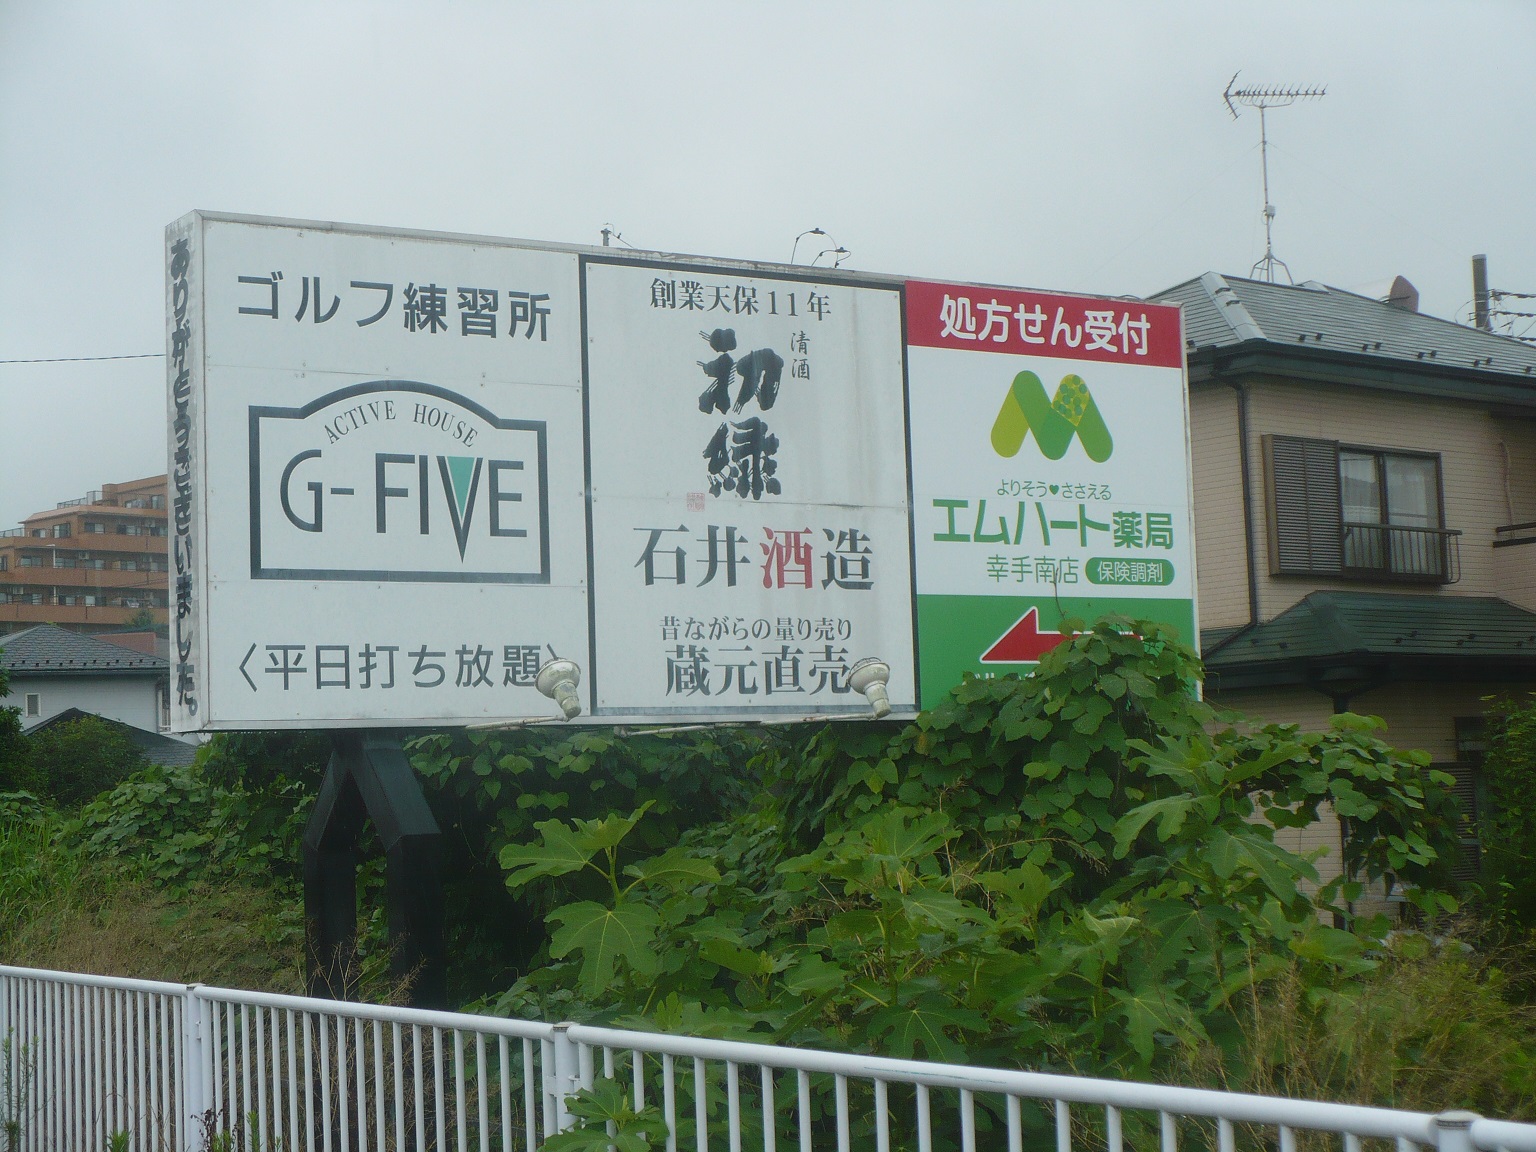 ありがとうございました。
ゴルフ練習所
ACTIVE HOUSE
G-FIVE
〈平日打ち放題〉
創業天保11年
清酒
初緑
石井酒造
昔ながらの量り売り
蔵元直売
処方せん受付
よりそう♥ささえる
エムハート薬局
幸手南店 保険調剤